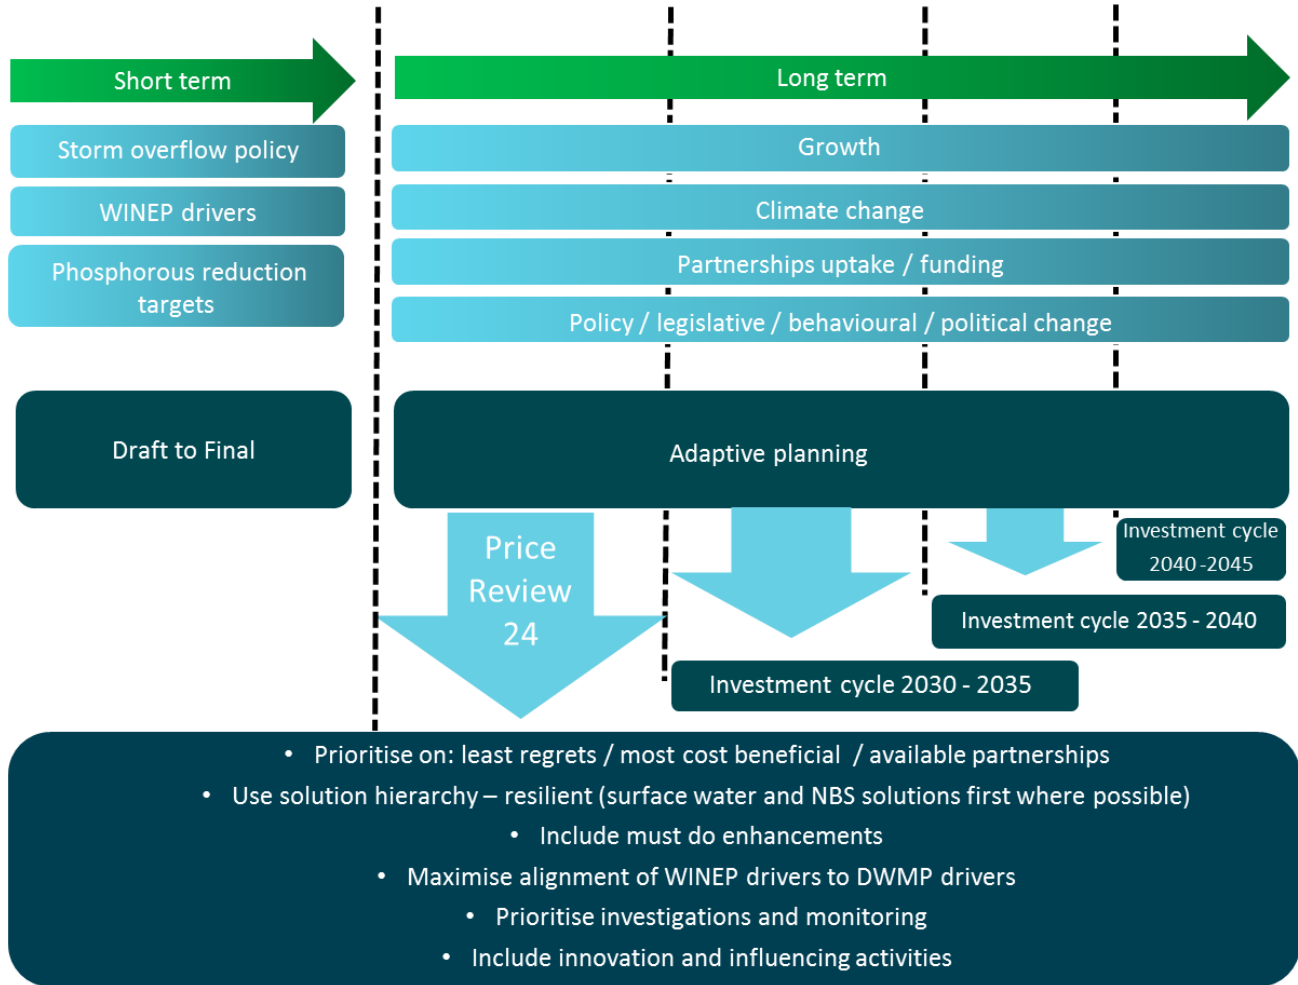 Short term
Long term
Storm overflow policy
WINEP drivers
Phosphorous reduction
targets
Growth
Climate change
Partnerships uptake / funding
Policy / legislative / behavioural / political change
Draft to Final
Adaptive planning
Price
Review
24
Investment cycle
2040 -2045
Investment cycle 2035 - 2040
Investment cycle 2030 - 2035
• Prioritise on: least regrets / most cost beneficial / available partnerships
• Use solution hierarchy – resilient (surface water and NBS solutions first where possible)
• Include must do enhancements
• Maximise alignment of WINEP drivers to DWMP drivers
• Prioritise investigations and monitoring
• Include innovation and influencing activities